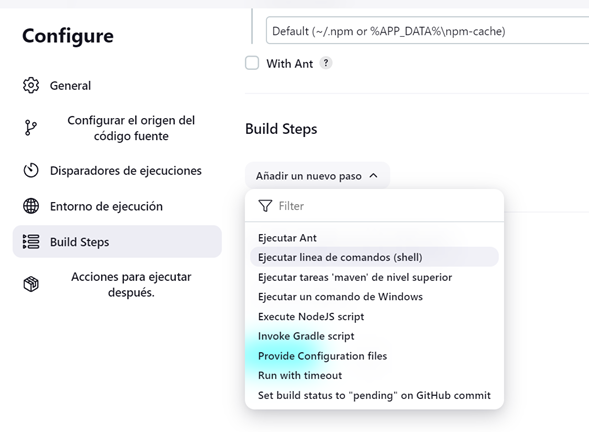 Configure
General
Configurar el origen del
código fuente
Disparadores de ejecuciones
Entorno de ejecución
Build Steps
Acciones para ejecutar
después.
Default (~/.npm or %APP_DATA%\npm-cache)
With Ant ?
Build Steps
Añadir un nuevo paso
Filter
Ejecutar Ant
Ejecutar linea de comandos (shell)
Ejecutar tareas 'maven' de nivel superior
Ejecutar un comando de Windows
Execute NodeJS script
Invoke Gradle script
Provide Configuration files
Run with timeout
Set build status to "pending" on GitHub commit